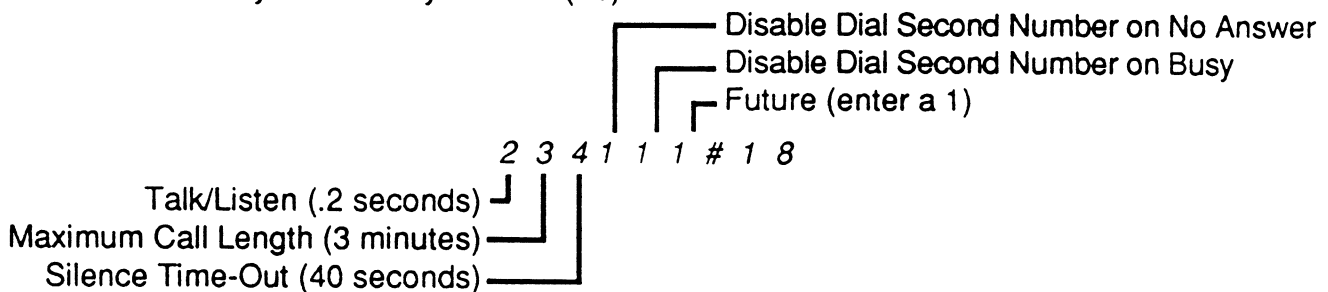 Disable Dial Second Number on No Answer
Disable Dial Second Number on Busy
Future (enter a 1)
2 3 4 1 1 1 # 1 8
Talk/Listen (.2 seconds)
Maximum Call Length (3 minutes)
Silence Time-Out (40 seconds)